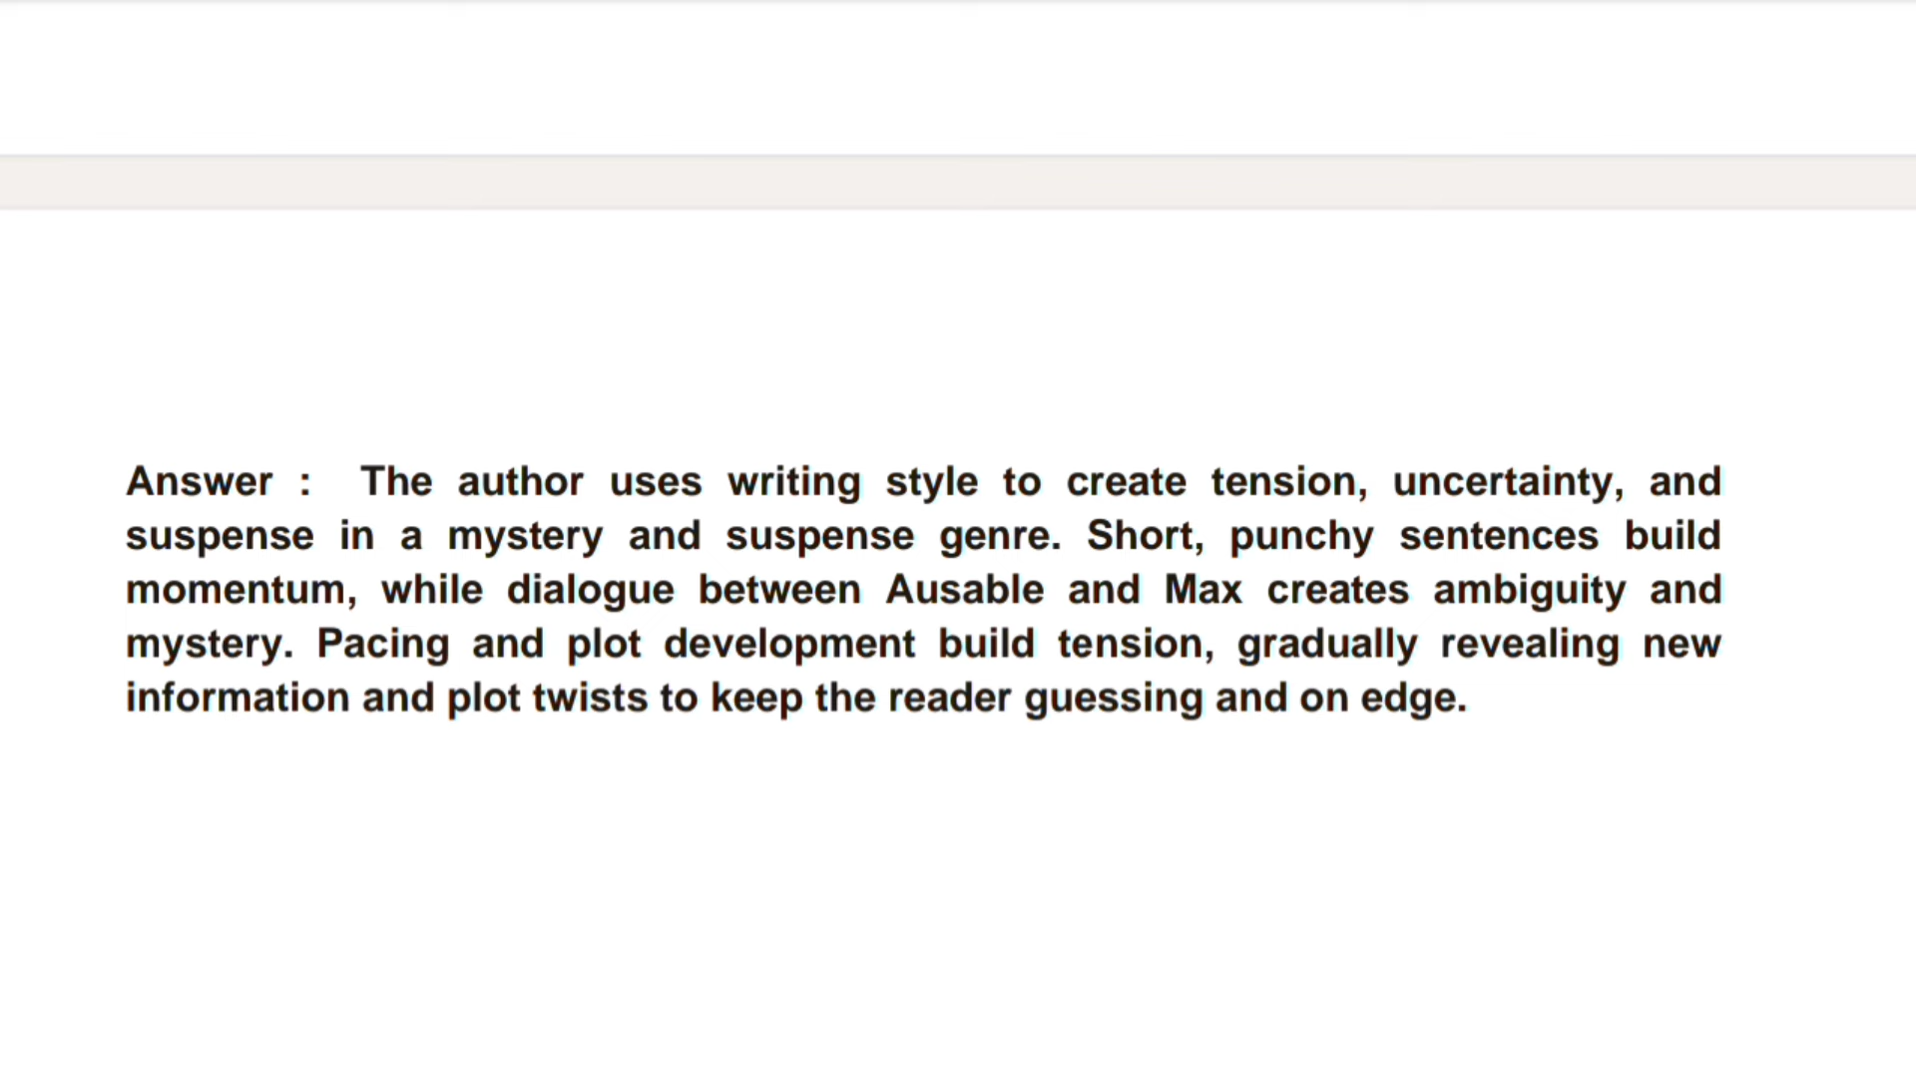 Answer : The author uses writing style to create tension, uncertainty, and
suspense in a mystery and suspense genre. Short, punchy sentences build
momentum, while dialogue between Ausable and Max creates ambiguity and
mystery. Pacing and plot development build tension, gradually revealing new
information and plot twists to keep the reader guessing and on edge.